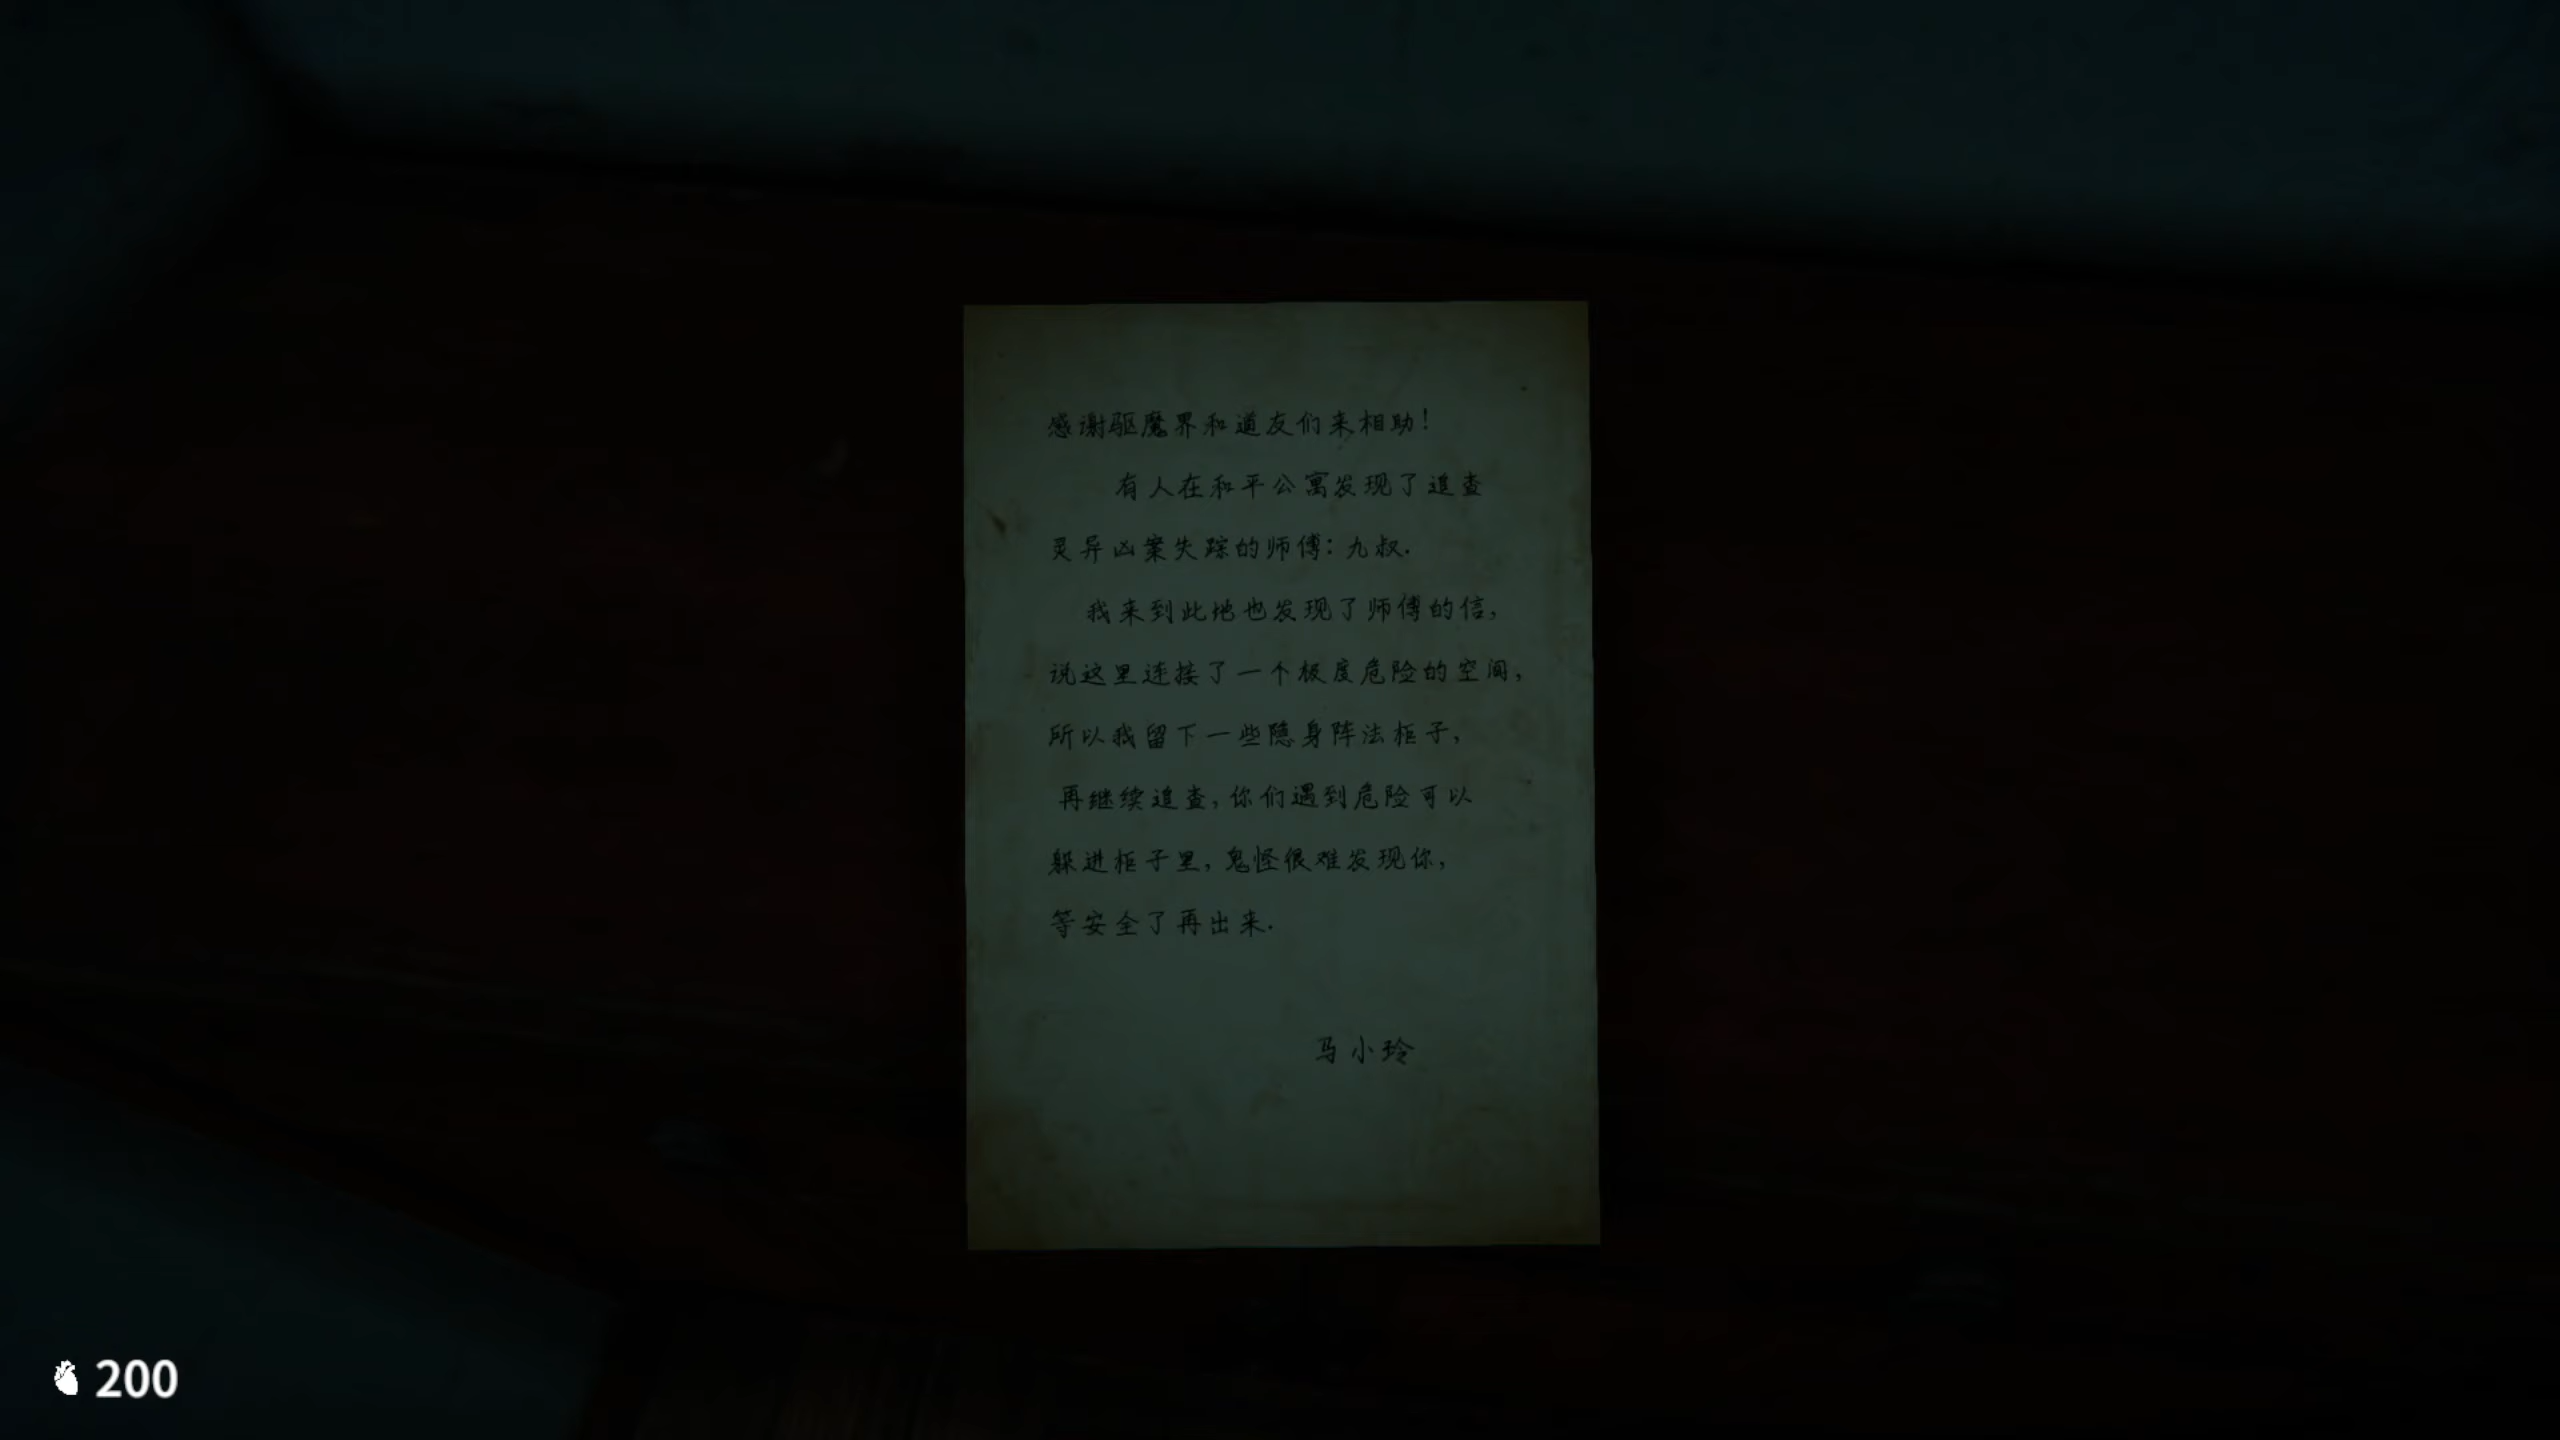 感谢驱魔界和道友们来相助!
有人在和平公寓发现了追查
灵异凶案失踪的师傅:九叔.
我来到此地也发现了师傅的信,
说这里连接了一个极度危险的空间,
所以我留下一些隐身阵法柜子,
再继续追查,你们遇到危险可以
躲进柜子里,鬼怪很难发现你,
等安全了再出来.
马小玲
200